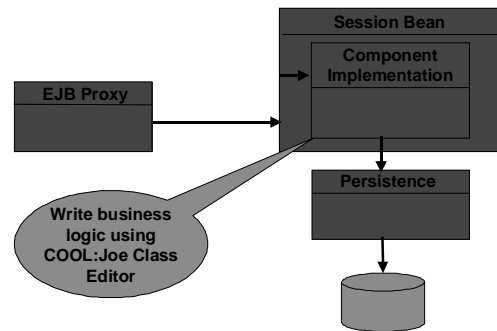 Session Bean
Component
Implementation
EJB Proxy
Persistence
Write business
logic using
COOL:Joe Class
Editor